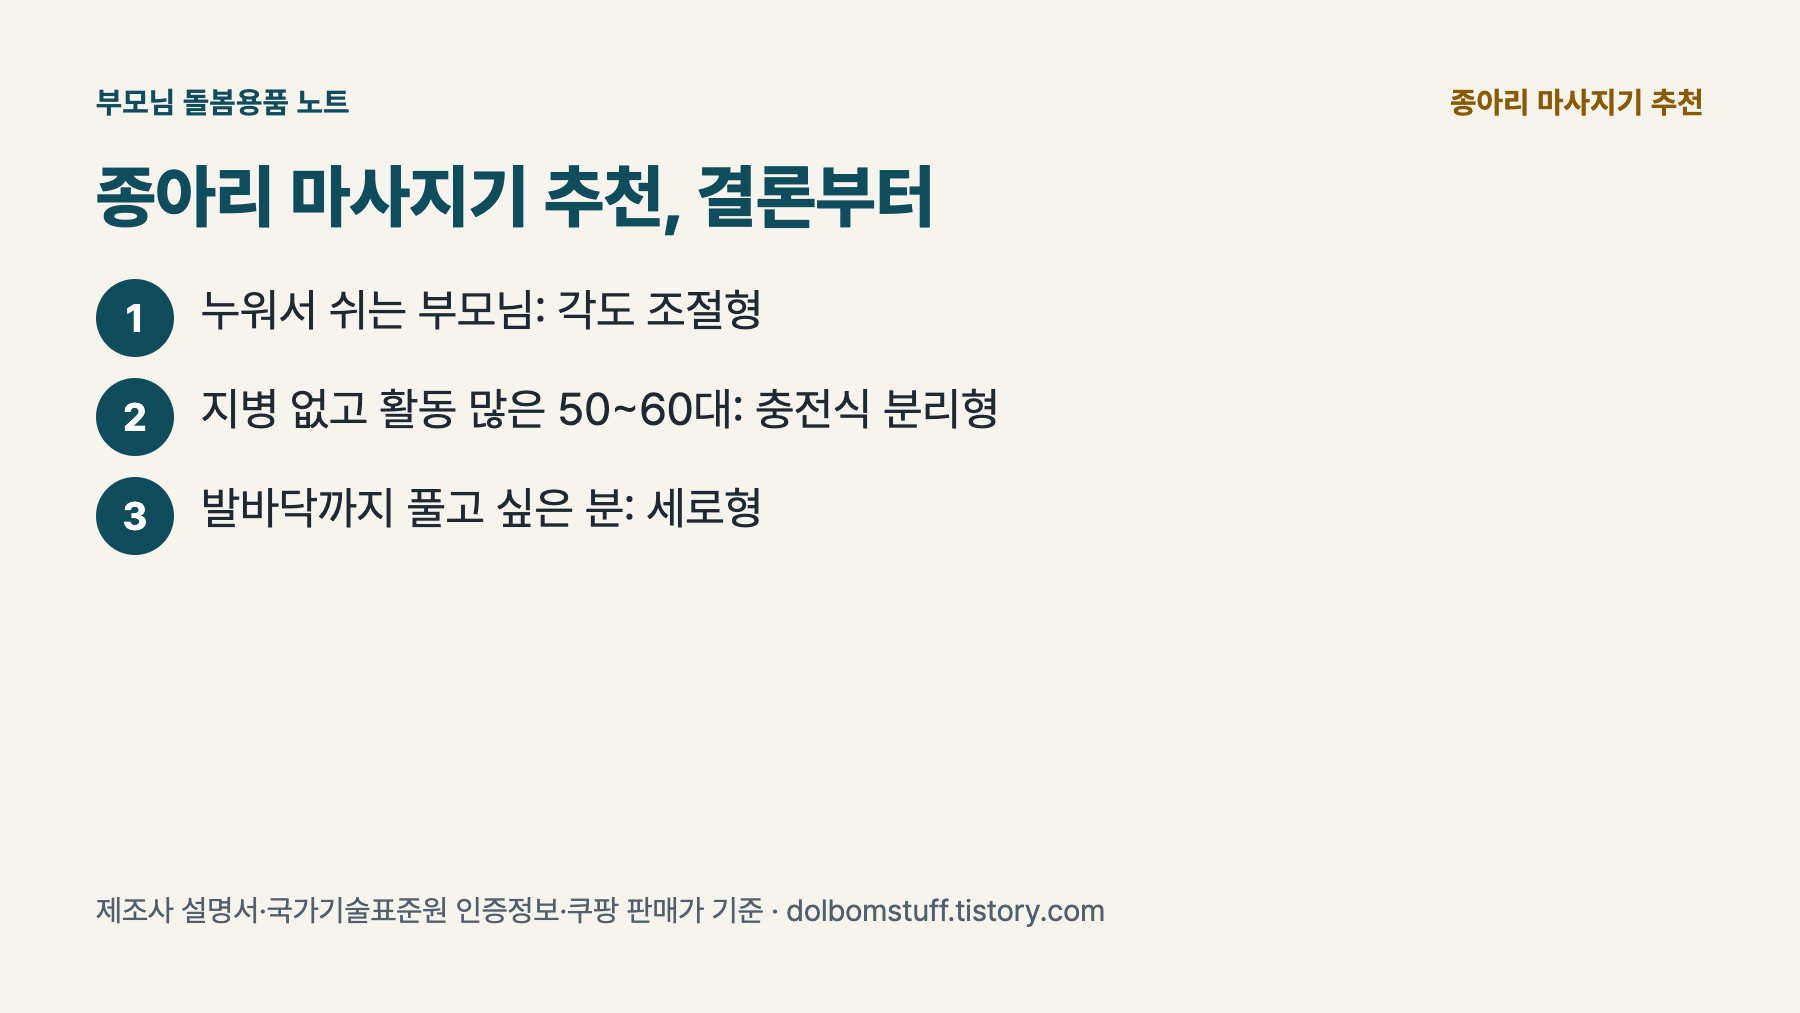 부모님 돌봄용품 노트
종아리 마사지기 추천
종아리 마사지기 추천, 결론부터
1 누워서 쉬는 부모님: 각도 조절형
2 지병 없고 활동 많은 50~60대: 충전식 분리형
3 발바닥까지 풀고 싶은 분: 세로형
제조사 설명서·국가기술표준원 인증정보·쿠팡 판매가 기준 · dolbomstuff.tistory.com